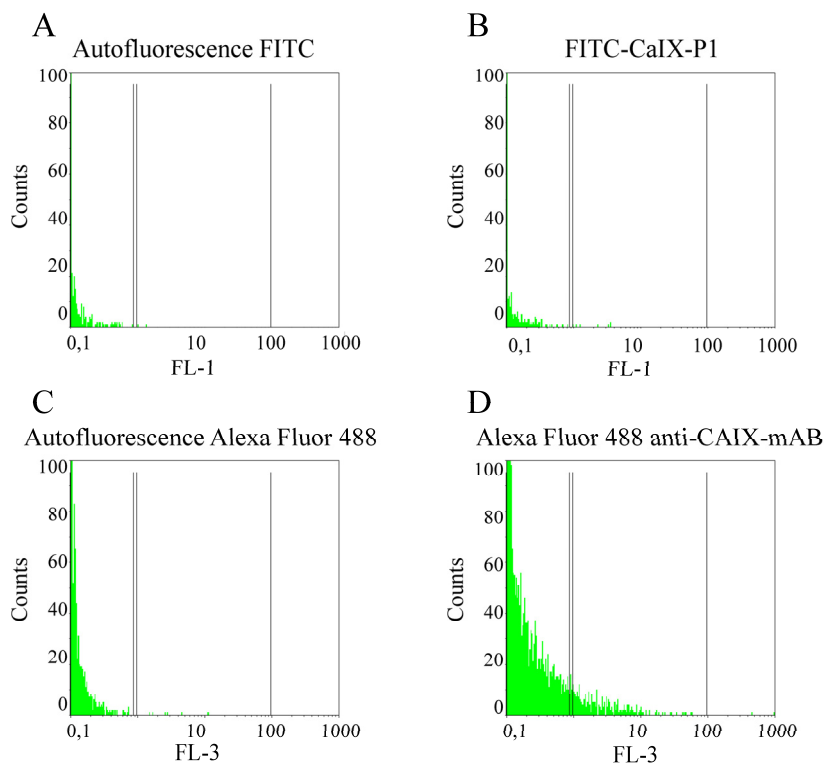 A
Autofluorescence FITC
100
80
60
40
20
0
Counts
0,1 10 100 1000
FL-1
B
FITC-CaIX-P1
100
80
60
40
20
0
Counts
0,1 10 100 1000
FL-1
C
Autofluorescence Alexa Fluor 488
100
80
60
40
20
0
Counts
0,1 10 100 1000
FL-3
D
Alexa Fluor 488 anti-CAIX-mAB
100
80
60
40
20
0
Counts
0,1 10 100 1000
FL-3